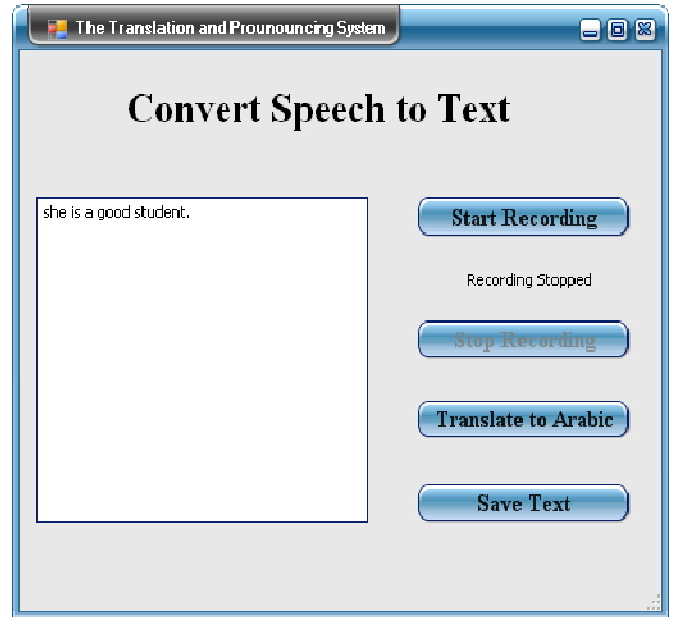 The Translation and Prounouncing System
Convert Speech to Text
she is a good student.
Start Recording
Recording Stopped
Stop Recording
Translate to Arabic
Save Text